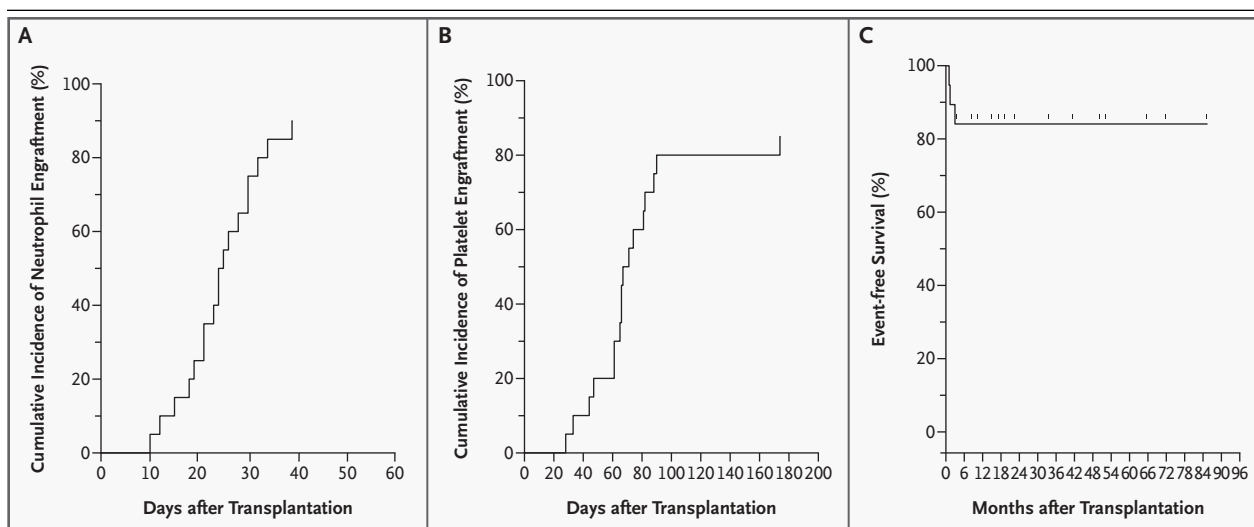 A
Cumulative Incidence of Neutrophil Engraftment (%)
100
80
60
40
20
0
0 10 20 30 40 50 60
Days after Transplantation
B
Cumulative Incidence of Platelet Engraftment (%)
100
80
60
40
20
0
0 20 40 60 80 100 120 140 160 180 200
Days after Transplantation
C
Event-free Survival (%)
100
80
60
40
20
0
0 6 12 18 24 30 36 42 48 54 60 66 72 78 84 90 96
Months after Transplantation